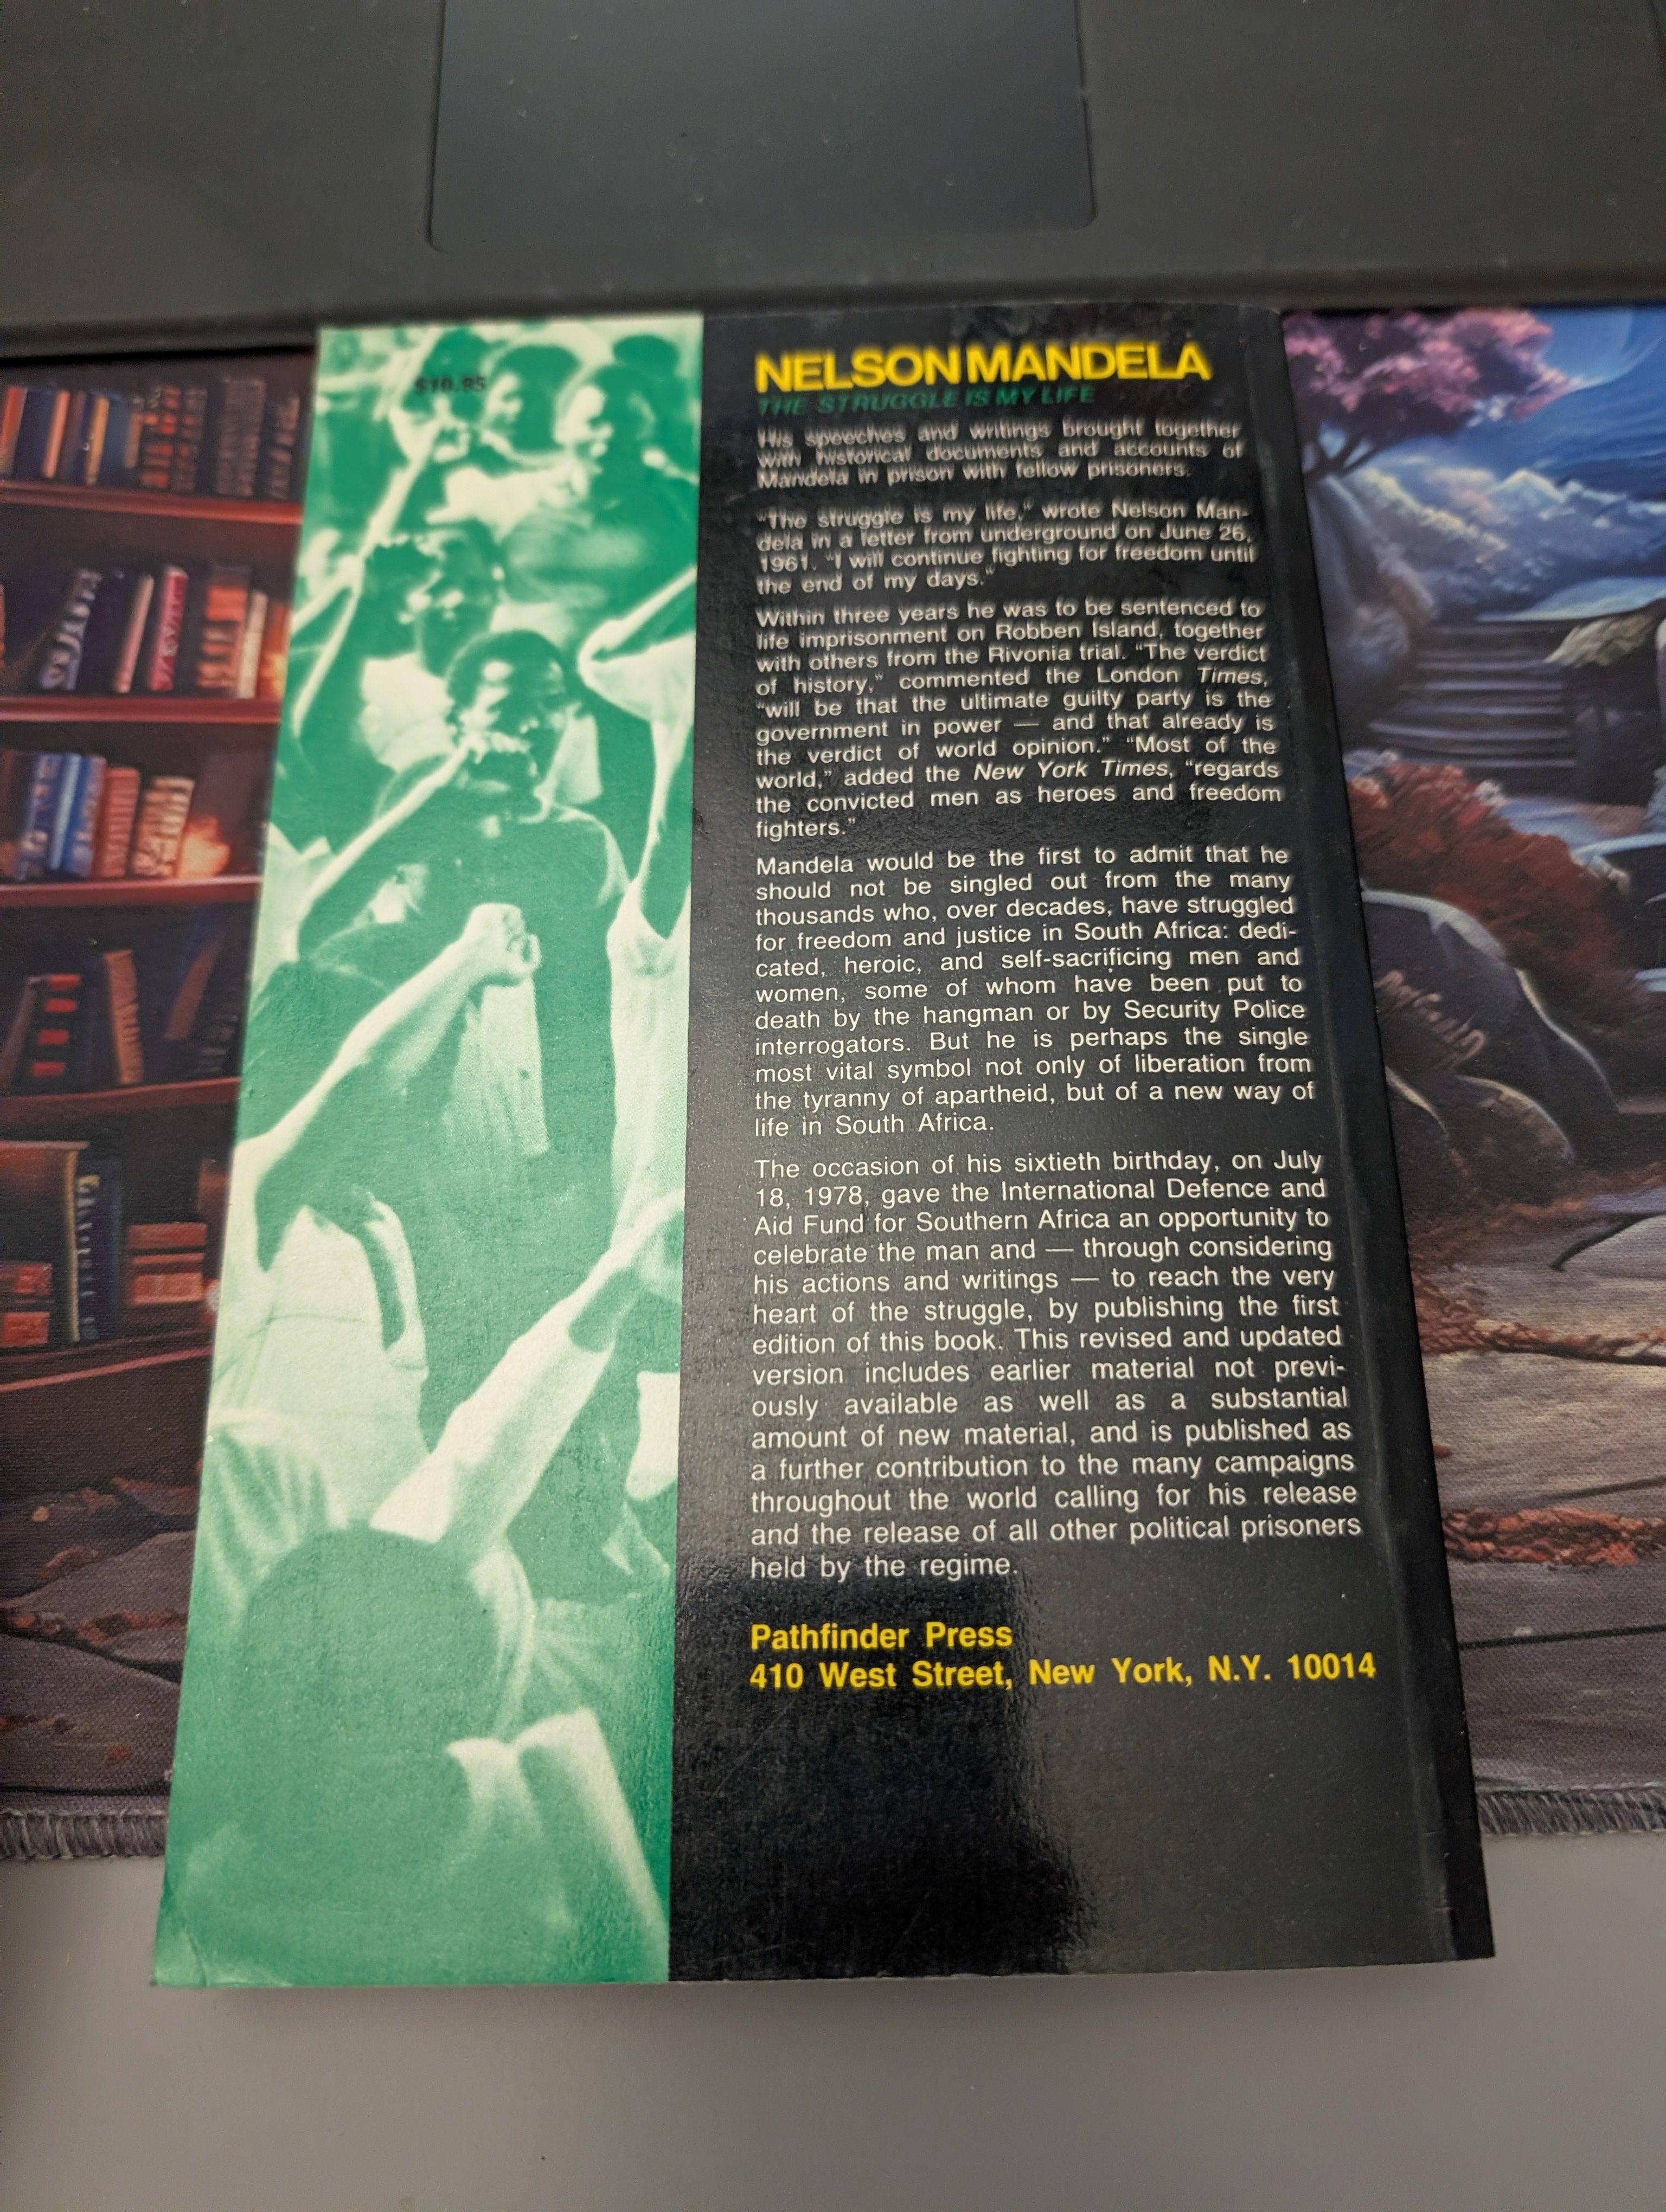 $10.95
NELSON MANDELA
THE STRUGGLE IS MY LIFE
His speeches and writings brought together
with historical documents and accounts of
Mandela in prison with fellow prisoners.
“The struggle is my life,” wrote Nelson Man-
dela in a letter from underground on June 26,
1961. “I will continue fighting for freedom until
the end of my days.”
Within three years he was to be sentenced to
life imprisonment on Robben Island, together
with others from the Rivonia trial. “The verdict
of history,” commented the London Times,
“will be that the ultimate guilty party is the
government in power — and that already is
the verdict of world opinion.” “Most of the
world,” added the New York Times, “regards
the convicted men as heroes and freedom
fighters.”
Mandela would be the first to admit that he
should not be singled out from the many
thousands who, over decades, have struggled
for freedom and justice in South Africa: dedi-
cated, heroic, and self-sacrificing men and
women, some of whom have been put to
death by the hangman or by Security Police
interrogators. But he is perhaps the single
most vital symbol not only of liberation from
the tyranny of apartheid, but of a new way of
life in South Africa.
The occasion of his sixtieth birthday, on July
18, 1978, gave the International Defence and
Aid Fund for Southern Africa an opportunity to
celebrate the man and — through considering
his actions and writings — to reach the very
heart of the struggle, by publishing the first
edition of this book. This revised and updated
version includes earlier material not previ-
ously available as well as a substantial
amount of new material, and is published as
a further contribution to the many campaigns
throughout the world calling for his release
and the release of all other political prisoners
held by the regime.
Pathfinder Press
410 West Street, New York, N.Y. 10014